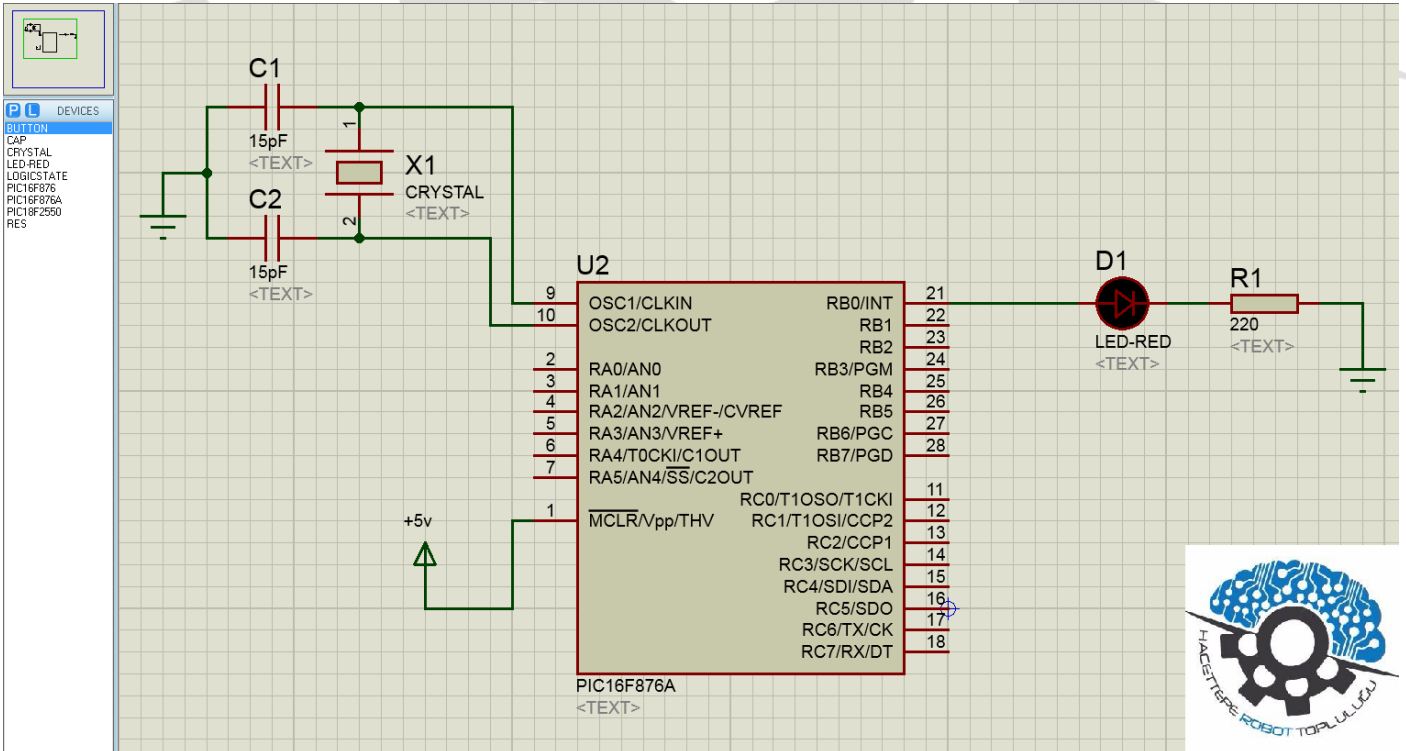 P L DEVICES
BUTTON
CAP
CRYSTAL
LED-RED
LOGICSTATE
PIC16F876
PIC16F876A
PIC18F2550
RES
C1
15pF
<TEXT>
C2
15pF
<TEXT>
1
2
X1
CRYSTAL
<TEXT>
U2
9 OSC1/CLKIN
10 OSC2/CLKOUT
2 RA0/AN0
3 RA1/AN1
4 RA2/AN2/VREF-/CVREF
5 RA3/AN3/VREF+
6 RA4/T0CKI/C1OUT
7 RA5/AN4/SS/C2OUT
1 MCLR/Vpp/THV
RB0/INT 21
RB1 22
RB2 23
RB3/PGM 24
RB4 25
RB5 26
RB6/PGC 27
RB7/PGD 28
RC0/T1OSO/T1CKI 11
RC1/T1OSI/CCP2 12
RC2/CCP1 13
RC3/SCK/SCL 14
RC4/SDI/SDA 15
RC5/SDO 16
RC6/TX/CK 17
RC7/RX/DT 18
PIC16F876A
<TEXT>
+5v
D1
LED-RED
<TEXT>
R1
220
<TEXT>
HACETTEPE ROBOT TOPLULUĞU